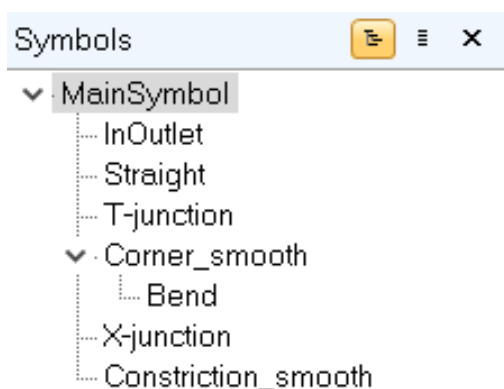 Symbols
MainSymbol
InOutlet
Straight
T-junction
Corner_smooth
Bend
X-junction
Constriction_smooth